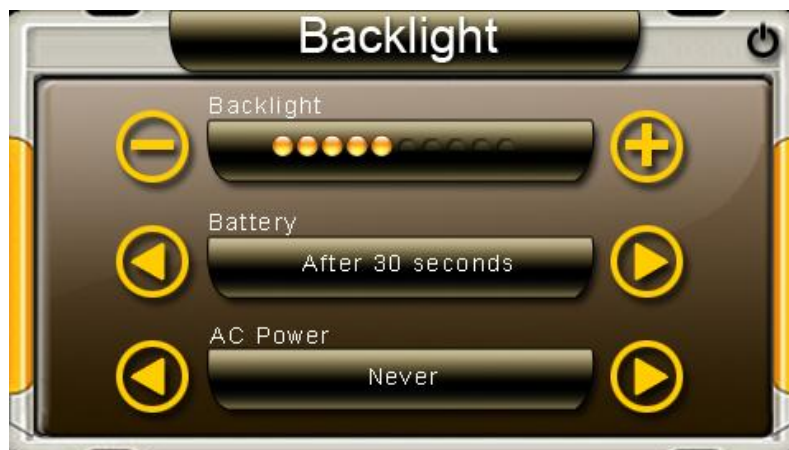 Backlight
Backlight
Battery
After 30 seconds
AC Power
Never